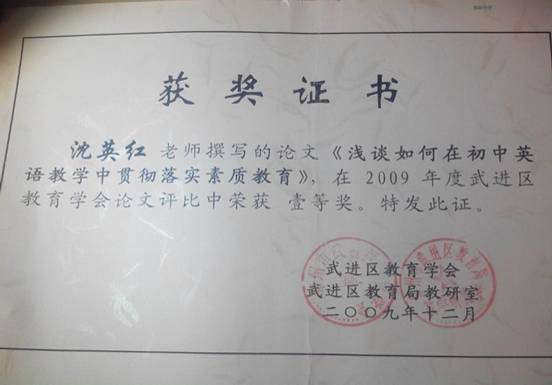 获奖证书
沈英红 老师撰写的论文《浅谈如何在初中英
语教学中贯彻落实素质教育》，在 2009 年度武进区
教育学会论文评比中荣获 壹等奖。特发此证。
武进区教育学会
武进区教育局教研室
二〇〇九年十二月